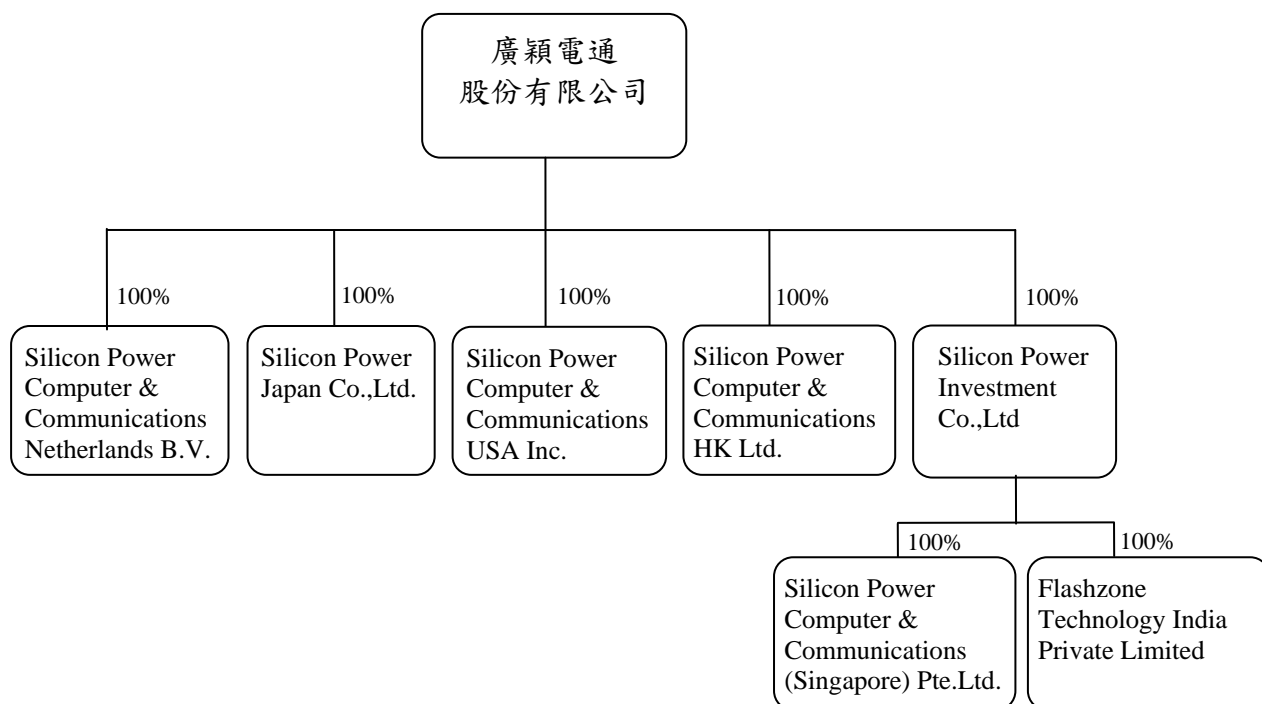 廣穎電通
股份有限公司
100%
100%
100%
100%
100%
Silicon Power
Computer &
Communications
Netherlands B.V.
Silicon Power
Japan Co.,Ltd.
Silicon Power
Computer &
Communications
USA Inc.
Silicon Power
Computer &
Communications
HK Ltd.
Silicon Power
Investment
Co.,Ltd
100%
100%
Silicon Power
Computer &
Communications
(Singapore) Pte.Ltd.
Flashzone
Technology India
Private Limited